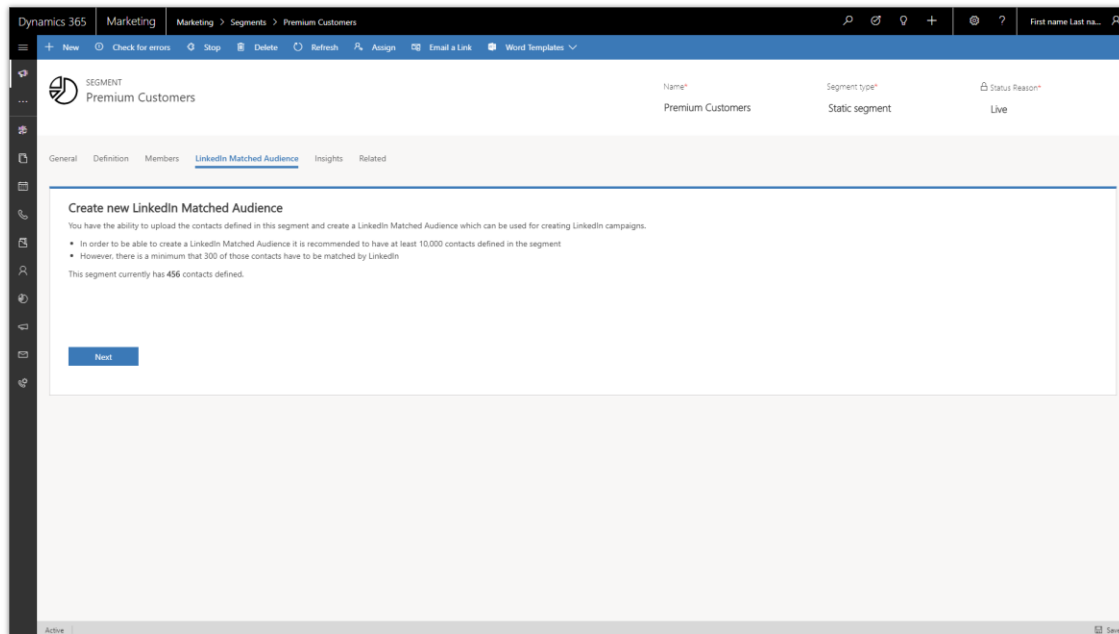 Dynamics 365 Marketing Marketing > Segments > Premium Customers First name Last na...
New Check for errors Stop Delete Refresh Assign Email a Link Word Templates
SEGMENT
Premium Customers
Name* Segment type* Status Reason*
Premium Customers Static segment Live
General Definition Members LinkedIn Matched Audience Insights Related
Create new LinkedIn Matched Audience
You have the ability to upload the contacts defined in this segment and create a LinkedIn Matched Audience which can be used for creating LinkedIn campaigns.
• In order to be able to create a LinkedIn Matched Audience it is recommended to have at least 10,000 contacts defined in the segment
• However, there is a minimum that 300 of those contacts have to be matched by LinkedIn
This segment currently has 456 contacts defined.
Next
Active Save